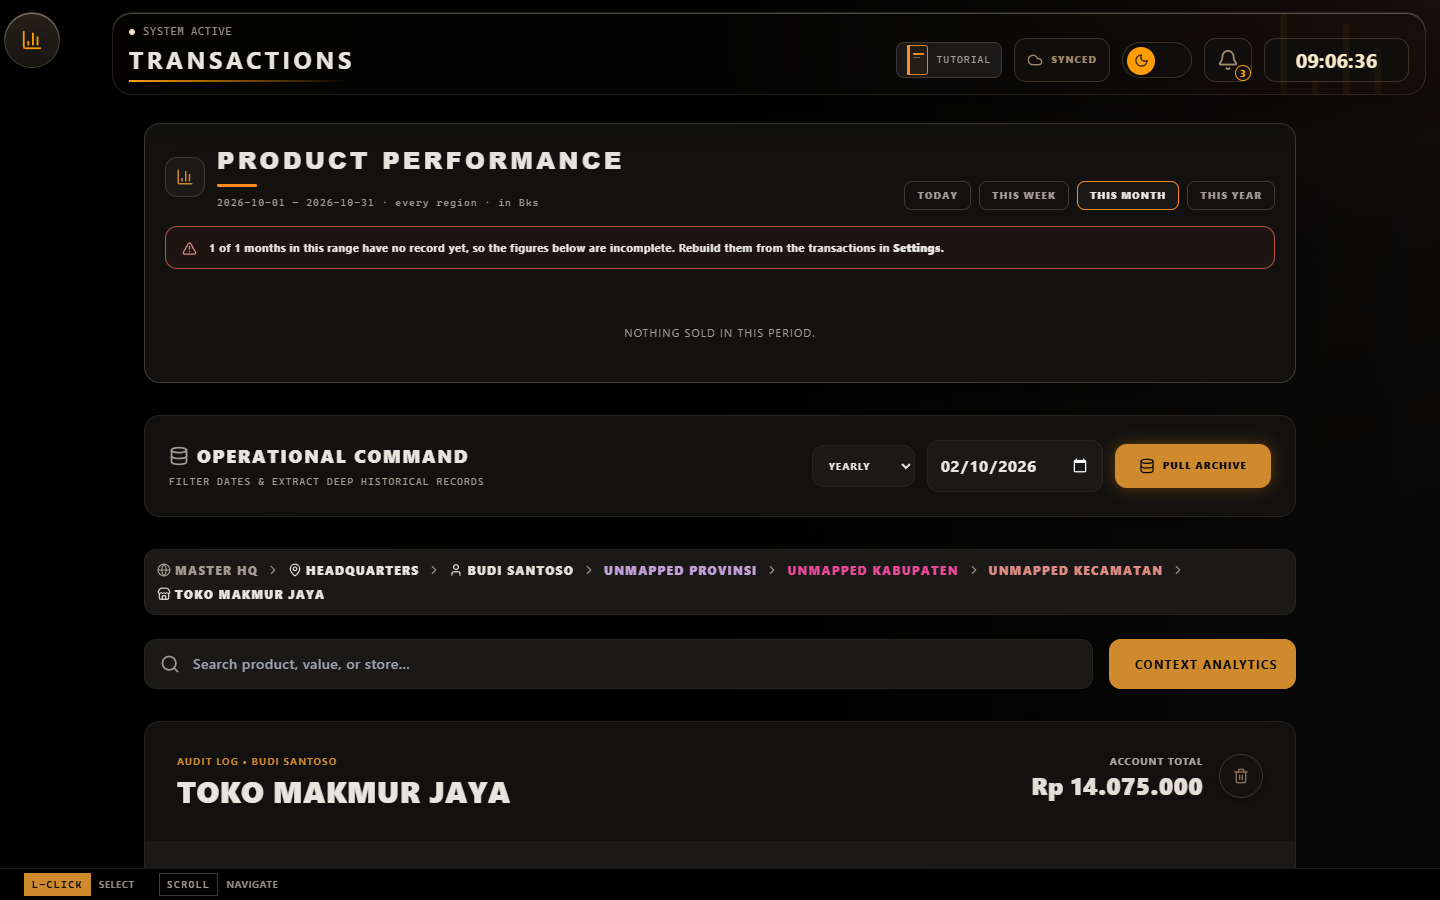 SYSTEM ACTIVE
TRANSACTIONS
TUTORIAL
SYNCED
3
09:06:36
PRODUCT PERFORMANCE
2026-10-01 — 2026-10-31 · every region · in Bks
TODAY
THIS WEEK
THIS MONTH
THIS YEAR
1 of 1 months in this range have no record yet, so the figures below are incomplete. Rebuild them from the transactions in Settings.
NOTHING SOLD IN THIS PERIOD.
OPERATIONAL COMMAND
FILTER DATES & EXTRACT DEEP HISTORICAL RECORDS
YEARLY
02/10/2026
PULL ARCHIVE
MASTER HQ > HEADQUARTERS > BUDI SANTOSO > UNMAPPED PROVINSI > UNMAPPED KABUPATEN > UNMAPPED KECAMATAN >
TOKO MAKMUR JAYA
Search product, value, or store...
CONTEXT ANALYTICS
AUDIT LOG • BUDI SANTOSO
TOKO MAKMUR JAYA
ACCOUNT TOTAL
Rp 14.075.000
L-CLICK SELECT SCROLL NAVIGATE